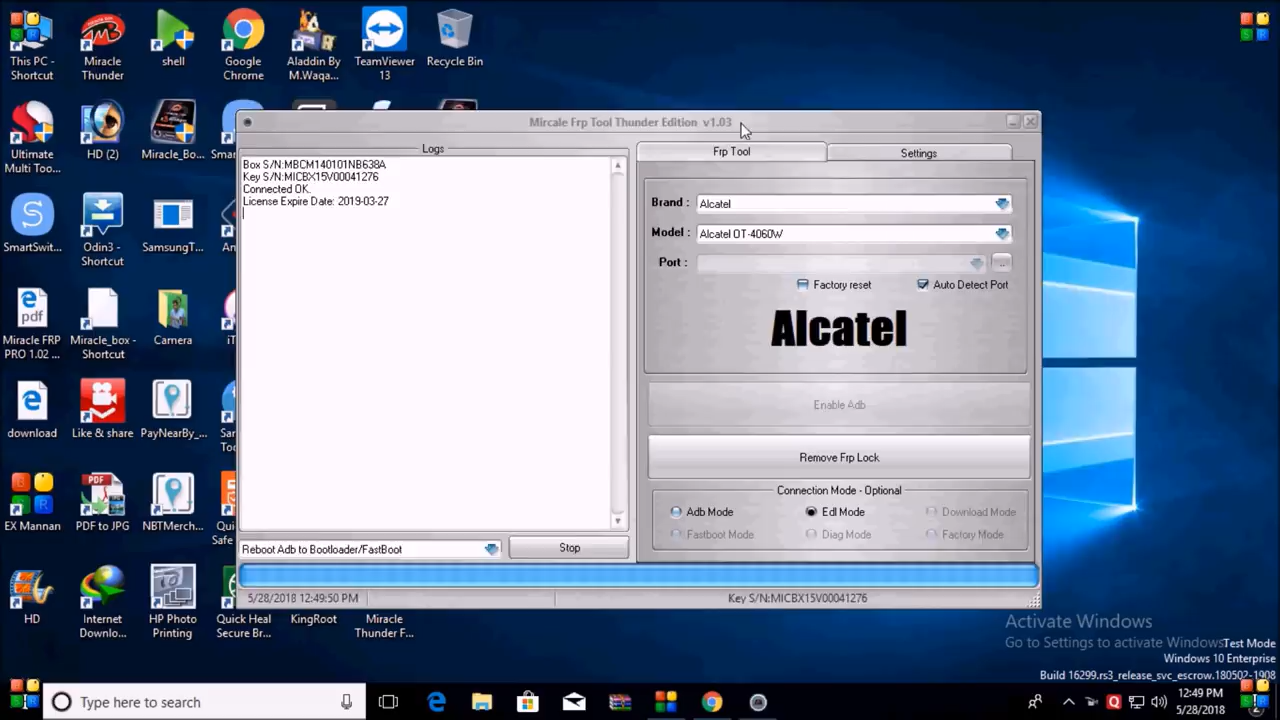 This PC - Shortcut
Miracle Thunder
shell
Google Chrome
Aladdin By M.Waqa...
TeamViewer 13
Recycle Bin
Ultimate Multi Too...
HD (2)
Miracle_Bo...
Smar
SmartSwit...
Odin3 - Shortcut
SamsungT...
An
Miracle FRP PRO 1.02 ...
Miracle_box - Shortcut
Camera
iT
download
Like & share
PayNearBy_...
San
Too
EX Mannan
PDF to JPG
NBTMerch...
Quic
Safe
HD
Internet Downlo...
HP Photo Printing
Quick Heal Secure Br...
KingRoot
Miracle Thunder F...
Mircale Frp Tool Thunder Edition v1.03
Logs
Box S/N:MBCM140101NB638A
Key S/N:MICBX15V00041276
Connected OK.
License Expire Date: 2019-03-27
Reboot Adb to Bootloader/FastBoot
Stop
Frp Tool
Settings
Brand :
Alcatel
Model :
Alcatel OT-4060W
Port :
..
Factory reset
Auto Detect Port
Alcatel
Enable Adb
Remove Frp Lock
Connection Mode - Optional
Adb Mode
Edl Mode
Download Mode
Fastboot Mode
Diag Mode
Factory Mode
5/28/2018 12:49:50 PM
Key S/N:MICBX15V00041276
Activate Windows
Go to Settings to activate Windows
Test Mode
Windows 10 Enterprise
Build 16299.rs3_release_svc_escrow.180502-1908
Type here to search
12:49 PM
5/28/2018